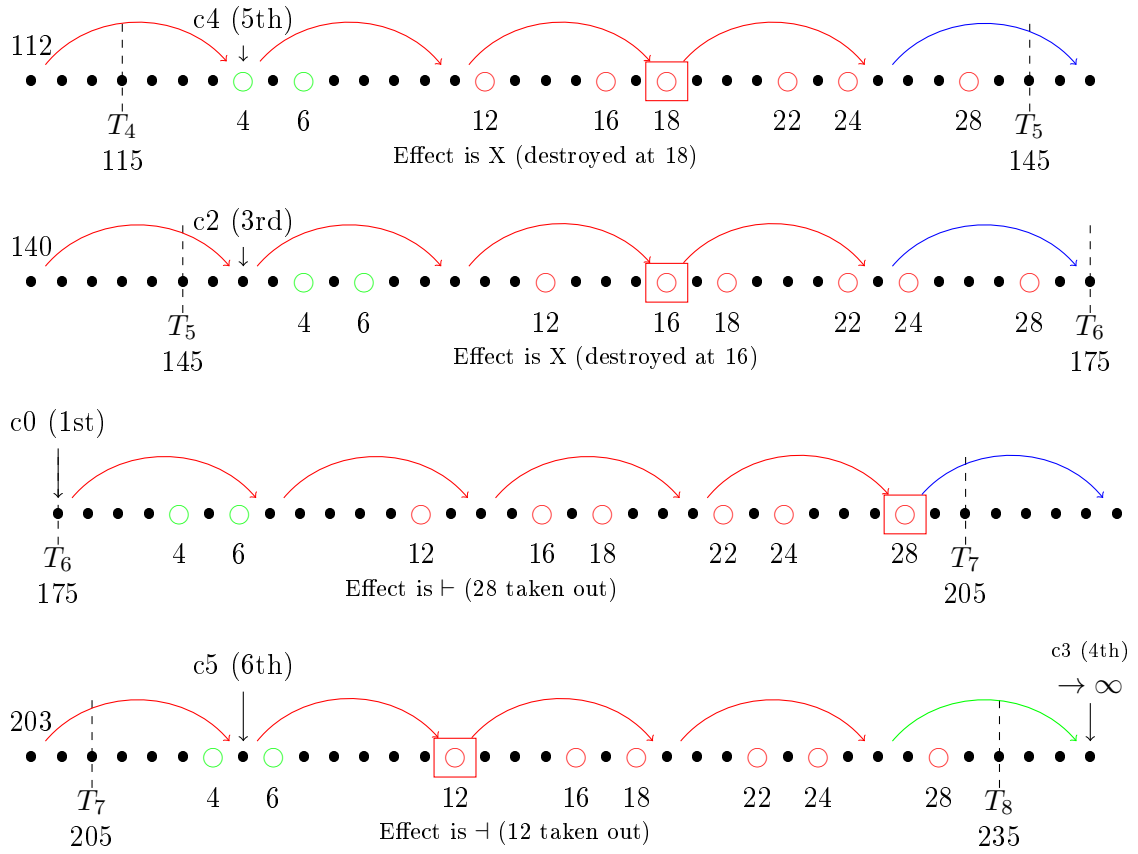 c4 (5th)
112
4 6 12 16 18 22 24 28
T₄ T₅
115 145
Effect is X (destroyed at 18)
c2 (3rd)
140
4 6 12 16 18 22 24 28
T₅ T₆
145 175
Effect is X (destroyed at 16)
c0 (1st)
4 6 12 16 18 22 24 28
T₆ T₇
175 205
Effect is ⊢ (28 taken out)
c3 (4th)
c5 (6th)
→ ∞
203
4 6 12 16 18 22 24 28
T₇ T₈
205 235
Effect is ⊣ (12 taken out)